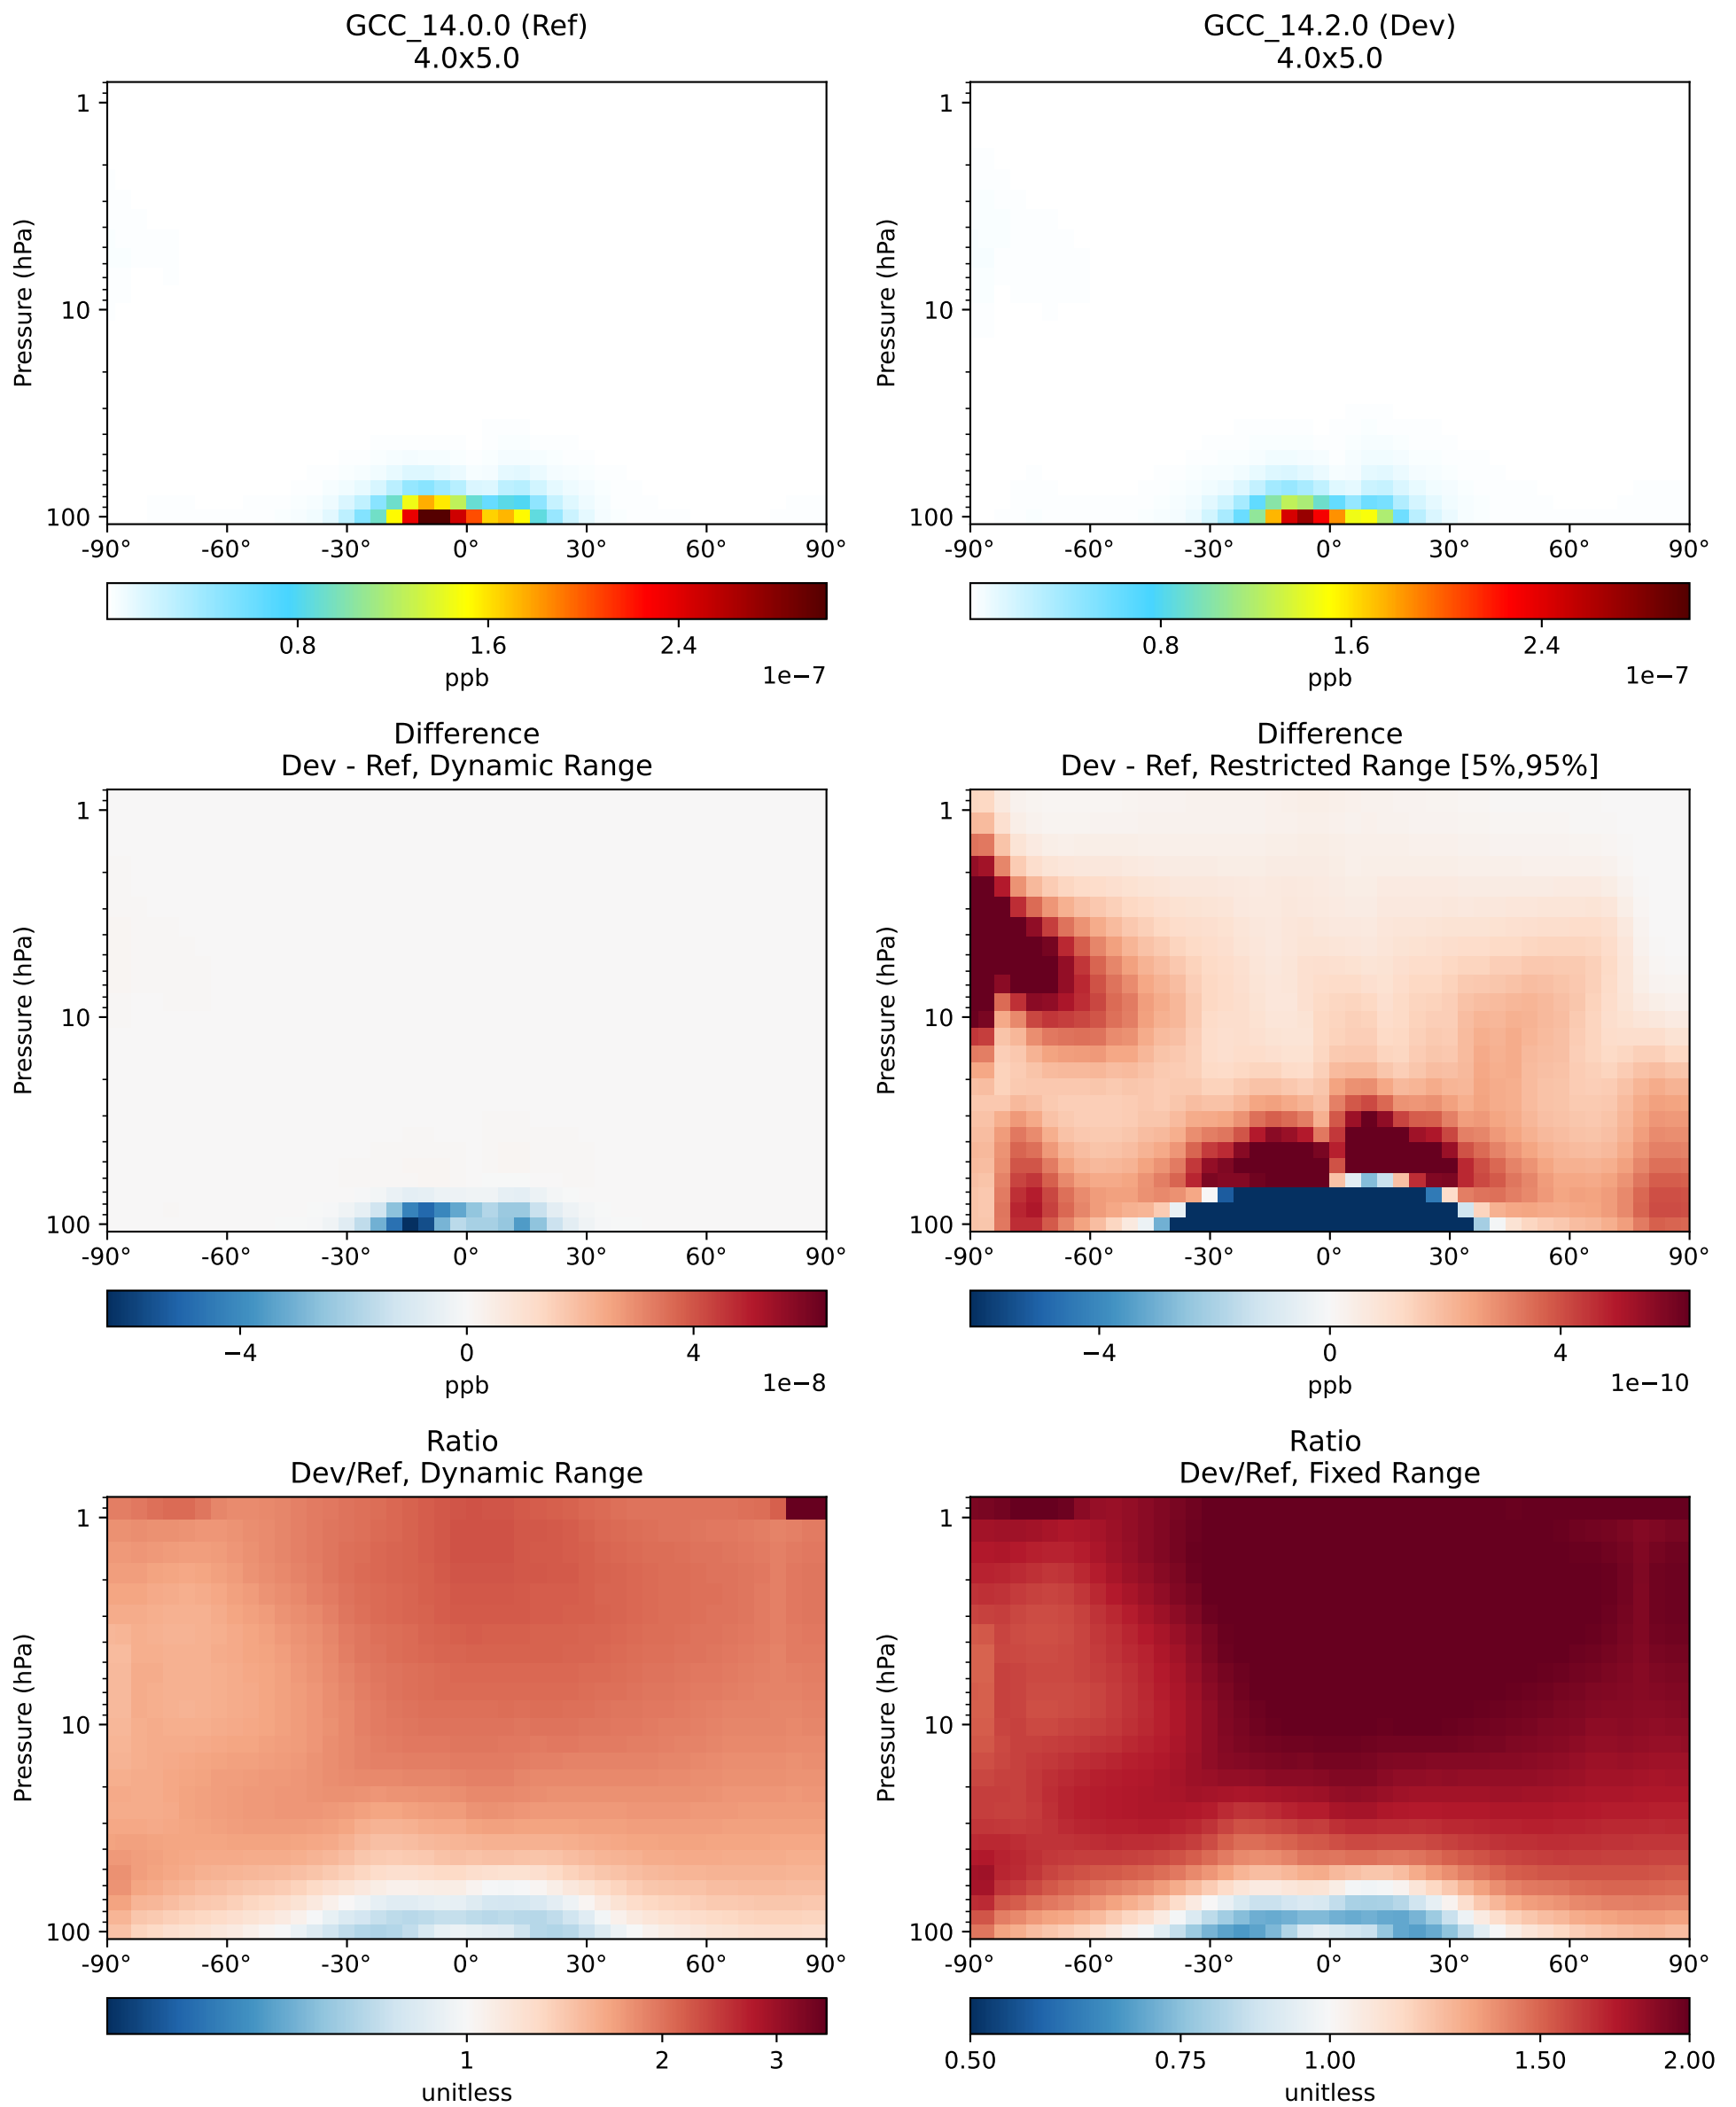 GCC_14.0.0 (Ref)
4.0x5.0
Pressure (hPa)
1
10
100
-90° -60° -30° 0° 30° 60° 90°
0.8 1.6 2.4
ppb 1e−7
GCC_14.2.0 (Dev)
4.0x5.0
Pressure (hPa)
1
10
100
-90° -60° -30° 0° 30° 60° 90°
0.8 1.6 2.4
ppb 1e−7
Difference
Dev - Ref, Dynamic Range
Pressure (hPa)
1
10
100
-90° -60° -30° 0° 30° 60° 90°
−4 0 4
ppb 1e−8
Difference
Dev - Ref, Restricted Range [5%,95%]
Pressure (hPa)
1
10
100
-90° -60° -30° 0° 30° 60° 90°
−4 0 4
ppb 1e−10
Ratio
Dev/Ref, Dynamic Range
Pressure (hPa)
1
10
100
-90° -60° -30° 0° 30° 60° 90°
1 2 3
unitless
Ratio
Dev/Ref, Fixed Range
Pressure (hPa)
1
10
100
-90° -60° -30° 0° 30° 60° 90°
0.50 0.75 1.00 1.50 2.00
unitless